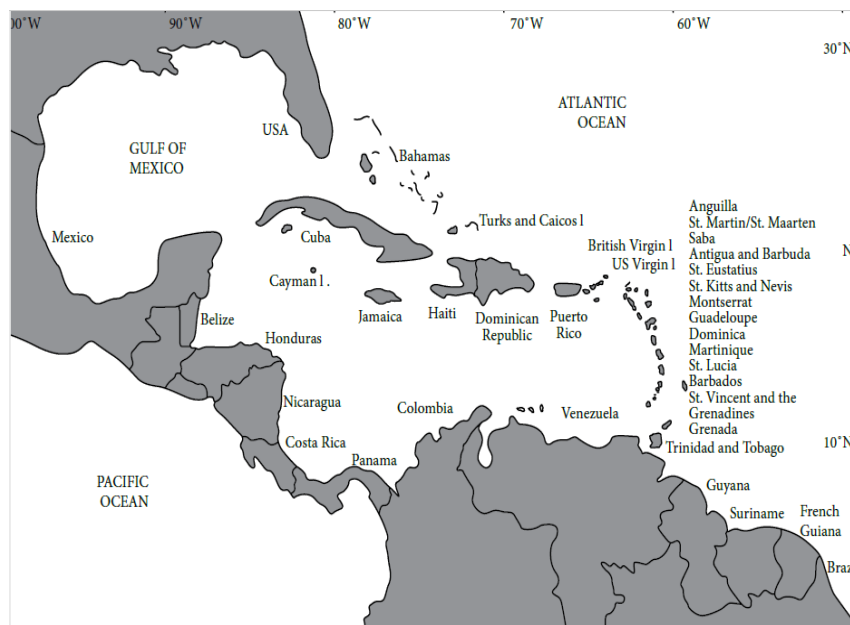 00°W 90°W 80°W 70°W 60°W
30°N
ATLANTIC
OCEAN
USA
GULF OF
MEXICO
Bahamas
Anguilla
Turks and Caicos l
St. Martin/St. Maarten
Mexico
Cuba
Saba
British Virgin l
N
US Virgin l
Antigua and Barbuda
St. Eustatius
Cayman l .
St. Kitts and Nevis
Montserrat
Belize
Jamaica
Haiti
Dominican
Republic
Puerto
Rico
Guadeloupe
Honduras
Dominica
Martinique
St. Lucia
Barbados
Nicaragua
Colombia
Venezuela
St. Vincent and the
Grenadines
Grenada
Costa Rica
10°N
Trinidad and Tobago
Panama
PACIFIC
OCEAN
Guyana
Suriname
French
Guiana
Braz